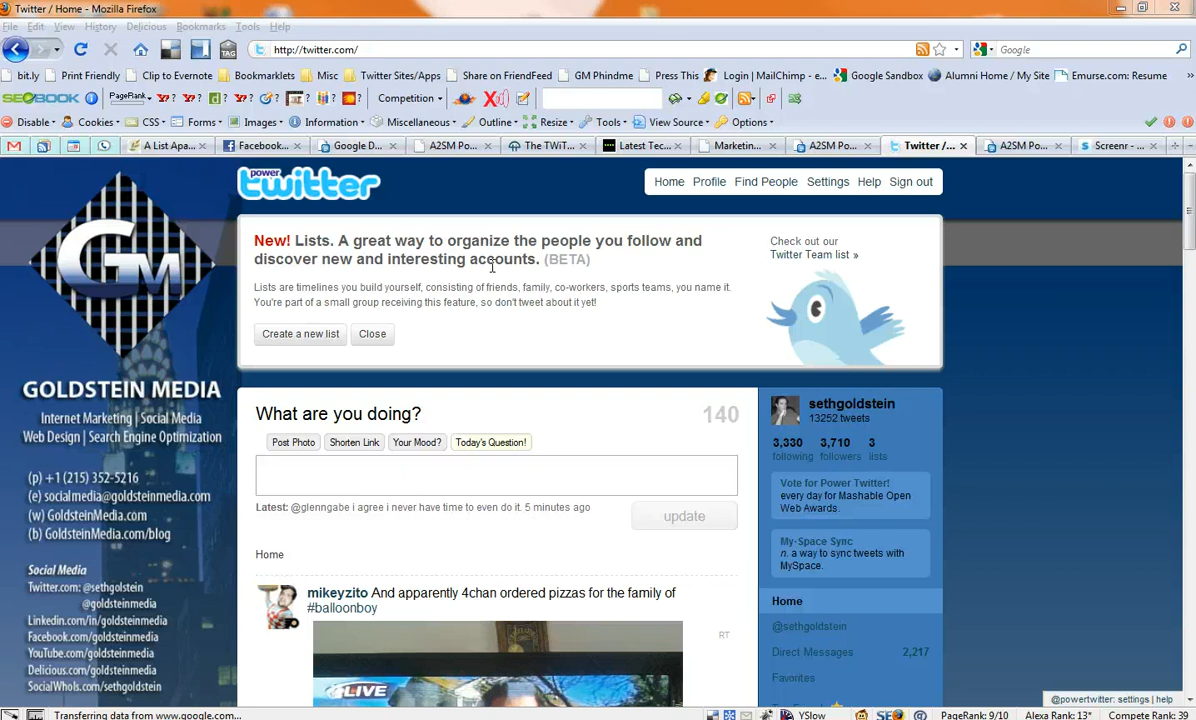 Twitter / Home - Mozilla Firefox
File Edit View History Delicious Bookmarks Tools Help
http://twitter.com/ Google
bit.ly Print Friendly Clip to Evernote Bookmarklets Misc Twitter Sites/Apps Share on FriendFeed GM Phindme Press This Login | MailChimp - e... Google Sandbox Alumni Home / My Site Emurse.com: Resume »
SEOBOOK PageRank Competition
Disable Cookies CSS Forms Images Information Miscellaneous Outline Resize Tools View Source Options
A List Apa... Facebook... Google D... A2SM Po... The TWiT... Latest Tec... Marketin... A2SM Po... Twitter /... A2SM Po... Screenr - ...
power
twitter
Home Profile Find People Settings Help Sign out
New! Lists. A great way to organize the people you follow and
discover new and interesting accounts. (BETA)
Lists are timelines you build yourself, consisting of friends, family, co-workers, sports teams, you name it.
You're part of a small group receiving this feature, so don't tweet about it yet!
Create a new list Close
Check out our
Twitter Team list »
GM
GOLDSTEIN MEDIA
Internet Marketing | Social Media
Web Design | Search Engine Optimization
(p) +1 (215) 352-5216
(e) socialmedia@goldsteinmedia.com
(w) GoldsteinMedia.com
(b) GoldsteinMedia.com/blog
Social Media
Twitter.com: @sethgolstein
@goldsteinmedia
Linkedin.com/in/goldsteinmedia
Facebook.com/goldsteinmedia
YouTube.com/goldsteinmedia
Delicious.com/goldsteinmedia
SocialWhoIs.com/sethgoldstein
What are you doing? 140
Post Photo Shorten Link Your Mood? Today's Question!
Latest: @glenngabe i agree i never have time to even do it. 5 minutes ago
update
Home
mikeyzito And apparently 4chan ordered pizzas for the family of
#balloonboy
RT
LIVE
sethgoldstein
13252 tweets
3,330 3,710 3
following followers lists
Vote for Power Twitter!
every day for Mashable Open
Web Awards.
My-Space Sync
n. a way to sync tweets with
MySpace.
Home
@sethgoldstein
Direct Messages 2,217
Favorites
@powertwitter: settings | help
Transferring data from www.google.com... YSlow PageRank: 9/10 Alexa Rank: 13* Compete Rank: 39